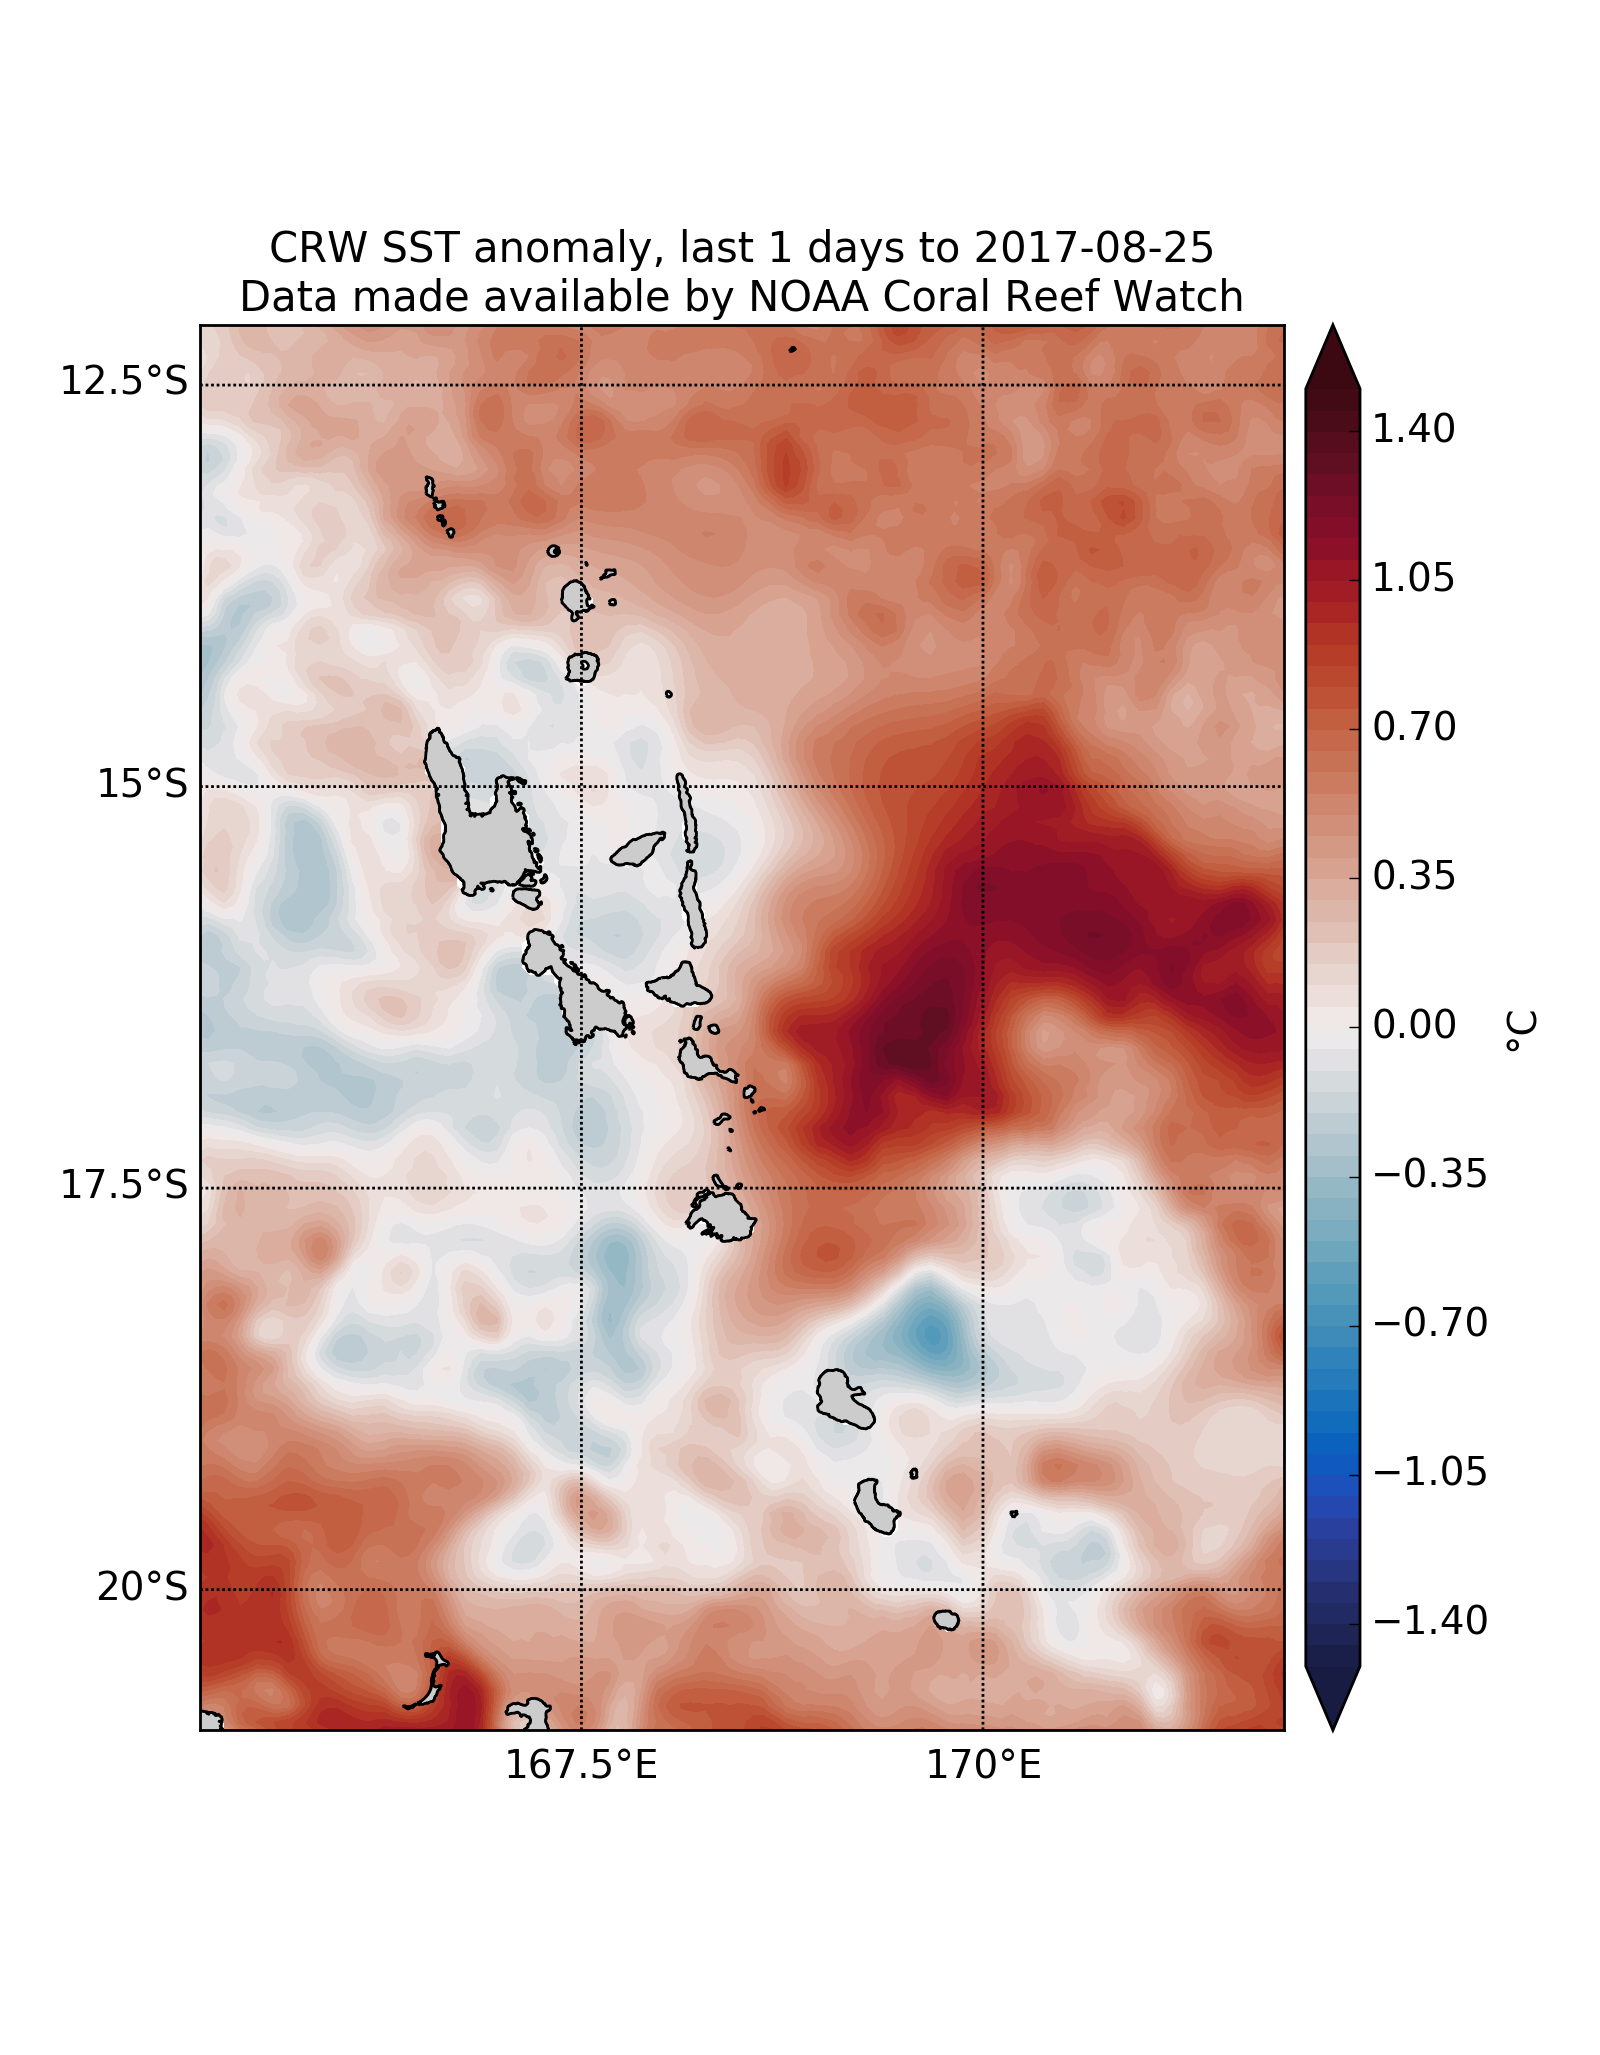 CRW SST anomaly, last 1 days to 2017-08-25
Data made available by NOAA Coral Reef Watch
12.5°S
15°S
17.5°S
20°S
167.5°E
170°E
1.40
1.05
0.70
0.35
0.00
−0.35
−0.70
−1.05
−1.40
°C